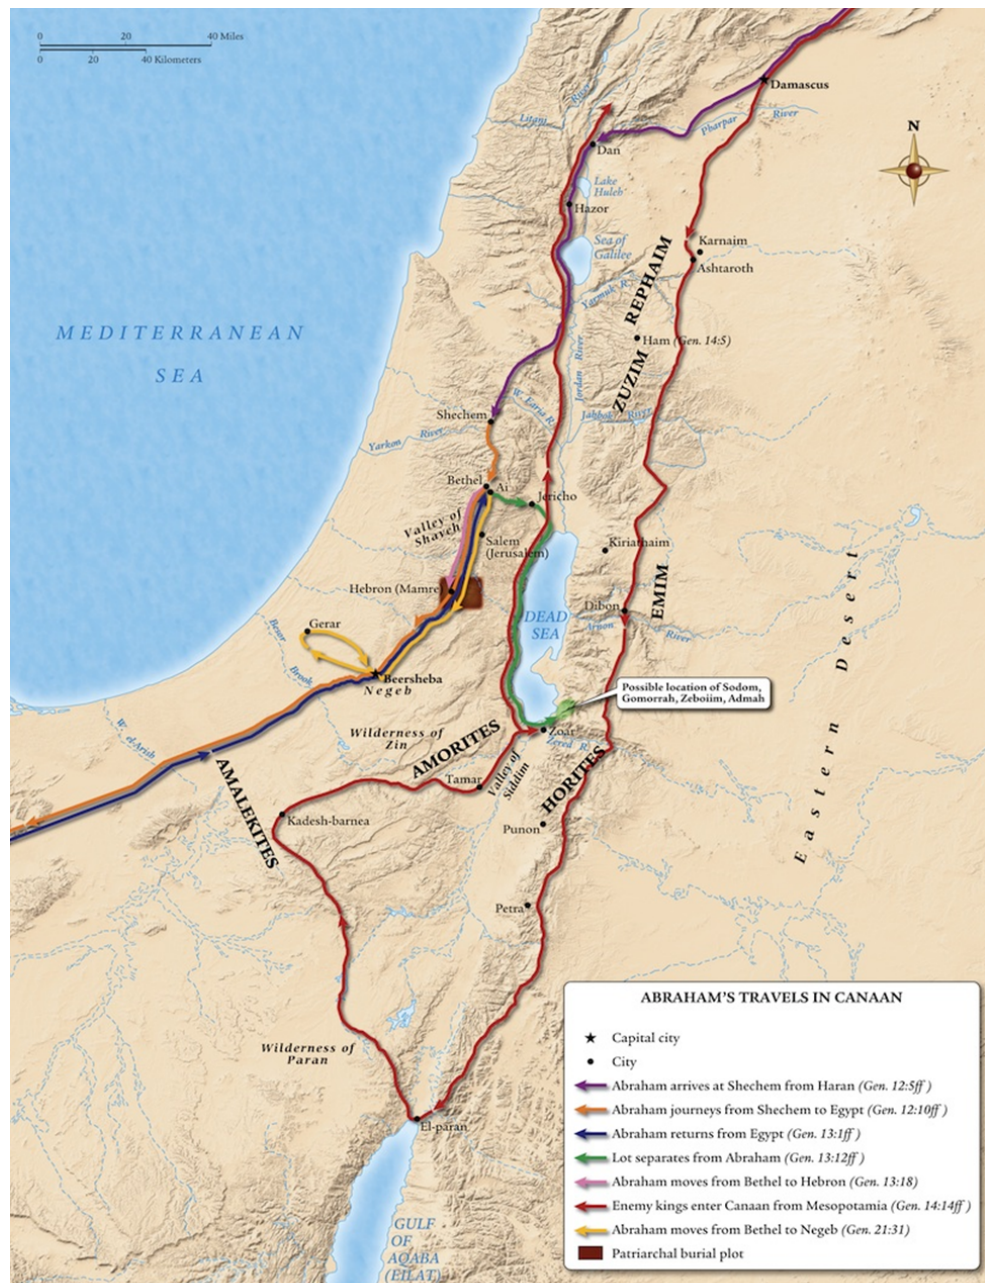 0 20 40 Miles
0 20 40 Kilometers
Damascus
River
Litani
Pharpar River
N
Dan
Lake
Huleh
Hazor
Karnaim
Sea of
Galilee
Ashtaroth
REPHAIM
Yarmuk R.
MEDITERRANEAN
SEA
Ham (Gen. 14:5)
Jordan River
ZUZIM
W. Faria R.
Shechem
Jabbok River
Yarkon River
Bethel
Ai
Jericho
Valley of
Shaveh
Salem
(Jerusalem)
Kiriathaim
Eastern Desert
Hebron (Mamre)
EMIM
Dibon
DEAD
SEA
Arnon River
Gerar
Besor
Brook
Beersheba
Negeb
Possible location of Sodom,
Gomorrah, Zeboiim, Admah
W. el-Arish
Wilderness of
Zin
Zoar
Zered R.
AMORITES
Valley of
Siddim
HORITES
AMALEKITES
Tamar
Kadesh-barnea
Punon
Petra
Wilderness of
Paran
El-paran
GULF
OF
AQABA
(EILAT)
ABRAHAM'S TRAVELS IN CANAAN
Capital city
City
Abraham arrives at Shechem from Haran (Gen. 12:5ff)
Abraham journeys from Shechem to Egypt (Gen. 12:10ff)
Abraham returns from Egypt (Gen. 13:1ff)
Lot separates from Abraham (Gen. 13:12ff)
Abraham moves from Bethel to Hebron (Gen. 13:18)
Enemy kings enter Canaan from Mesopotamia (Gen. 14:14ff)
Abraham moves from Bethel to Negeb (Gen. 21:31)
Patriarchal burial plot